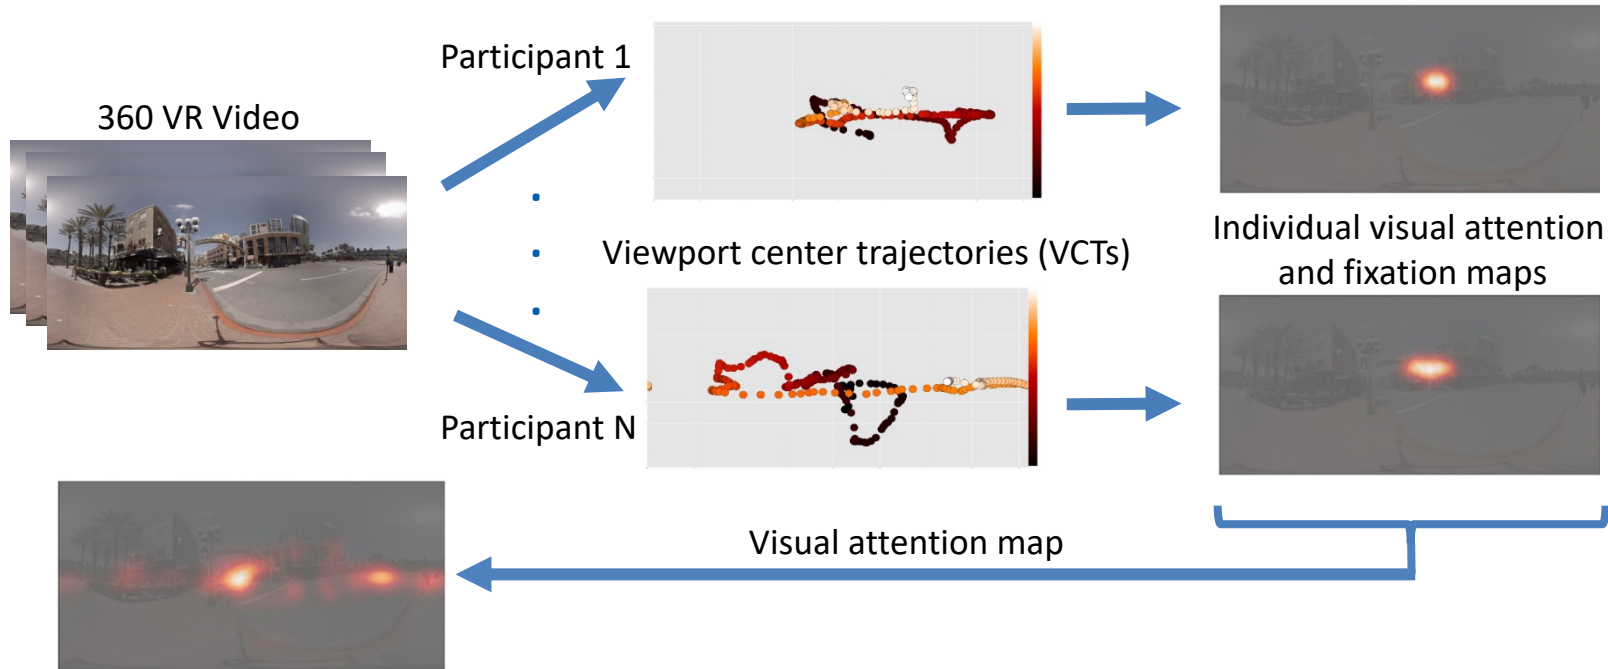 Participant 1
360 VR Video
Viewport center trajectories (VCTs)
Individual visual attention
and fixation maps
Participant N
Visual attention map